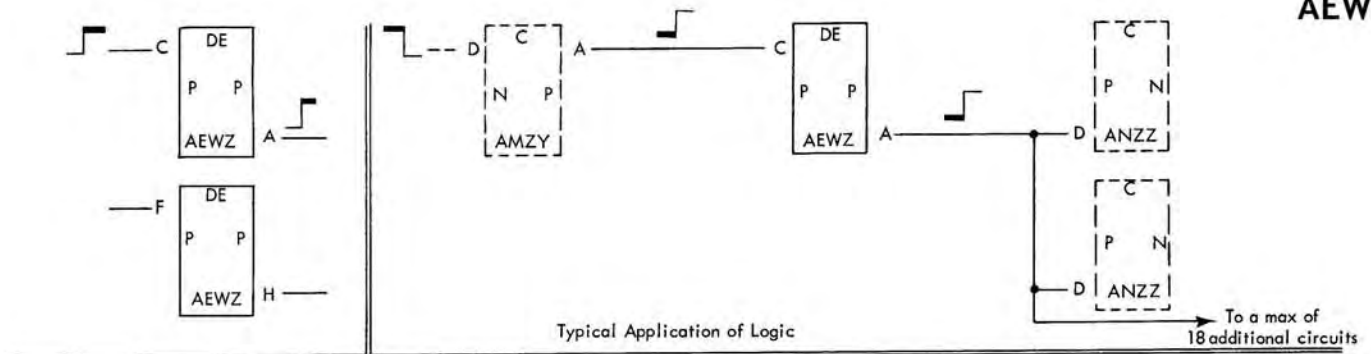 AEW
C DE
P P
AEWZ A
F DE
P P
AEWZ H
D C A
N P
AMZY
C DE
P P
AEWZ A
C
P N
D ANZZ
C
P N
D ANZZ
Typical Application of Logic
To a max of
18 additional circuits